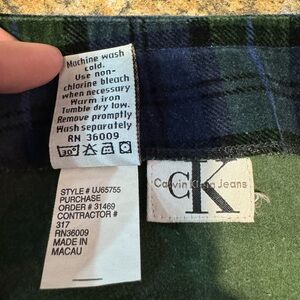 Machine wash
cold.
Use non-
chlorine bleach
when necessary
Warm iron
Tumble dry low.
Remove promptly
Wash separately
RN 36009
30°
STYLE # UJ65755
PURCHASE
ORDER # 31469
CONTRACTOR #
317
RN36009
MADE IN
MACAU
CK
Calvin Klein Jeans